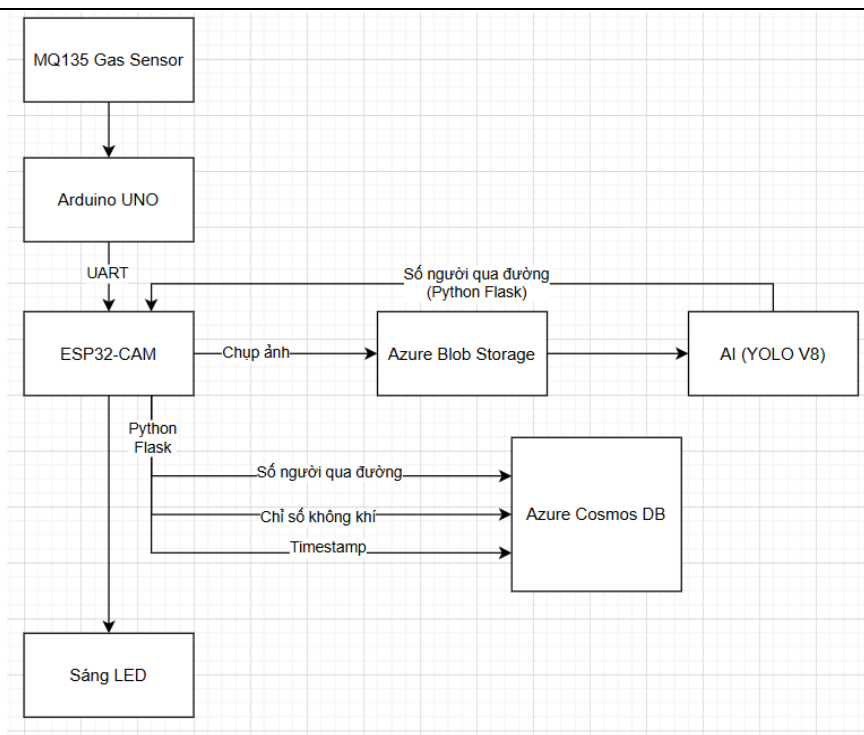 MQ135 Gas Sensor
Arduino UNO
UART
Số người qua đường
(Python Flask)
ESP32-CAM
Chụp ảnh
Azure Blob Storage
AI (YOLO V8)
Python
Flask
Số người qua đường
Chỉ số không khí
Azure Cosmos DB
Timestamp
Sáng LED